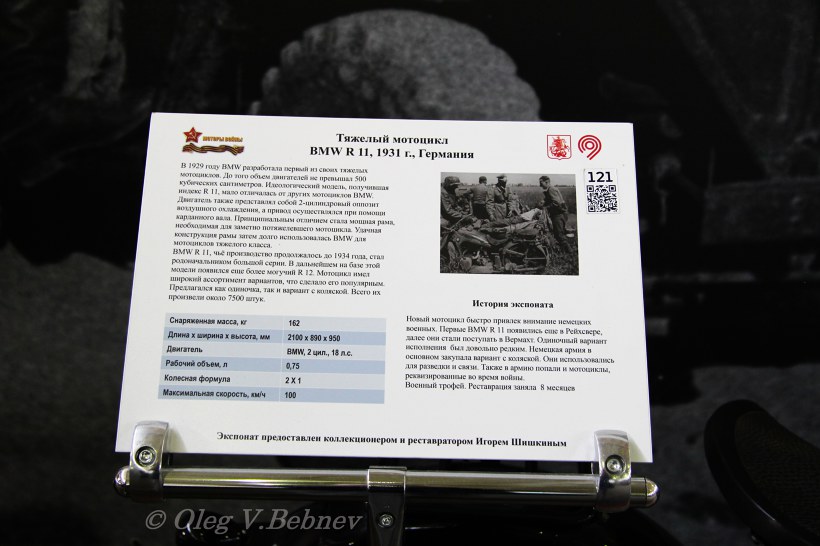 МОТОРЫ ВОЙНЫ
Тяжелый мотоцикл
BMW R 11, 1931 г., Германия
121
В 1929 году BMW разработала первый из своих тяжелых
мотоциклов. До того объем двигателей не превышал 500
кубических сантиметров. Идеологический модель, получившая
индекс R 11, мало отличалась от других мотоциклов BMW.
Двигатель также представлял собой 2-цилиндровый оппозит
воздушного охлаждения, а привод осуществлялся при помощи
карданного вала. Принципиальным отличием стала мощная рама,
необходимая для заметно потяжелевшего мотоцикла. Удачная
конструкция рамы затем долго использовалась BMW для
мотоциклов тяжелого класса.
BMW R 11, чьё производство продолжалось до 1934 года, стал
родоначальником большой серии. В дальнейшем на базе этой
модели появился еще более могучий R 12. Мотоцикл имел
широкий ассортимент вариантов, что сделало его популярным.
Предлагался как одиночка, так и вариант с коляской. Всего их
произвели около 7500 штук.
Снаряженная масса, кг 162
Длина х ширина х высота, мм 2100 х 890 х 950
Двигатель BMW, 2 цил., 18 л.с.
Рабочий объем, л 0,75
Колесная формула 2 Х 1
Максимальная скорость, км/ч 100
История экспоната
Новый мотоцикл быстро привлек внимание немецких
военных. Первые BMW R 11 появились еще в Рейхсвере,
далее они стали поступать в Вермахт. Одиночный вариант
исполнения был довольно редким. Немецкая армия в
основном закупала вариант с коляской. Они использовались
для разведки и связи. Также в армию попали и мотоциклы,
реквизированные во время войны.
Военный трофей. Реставрация заняла 8 месяцев
Экспонат предоставлен коллекционером и реставратором Игорем Шишкиным
© Oleg V.Bebnev